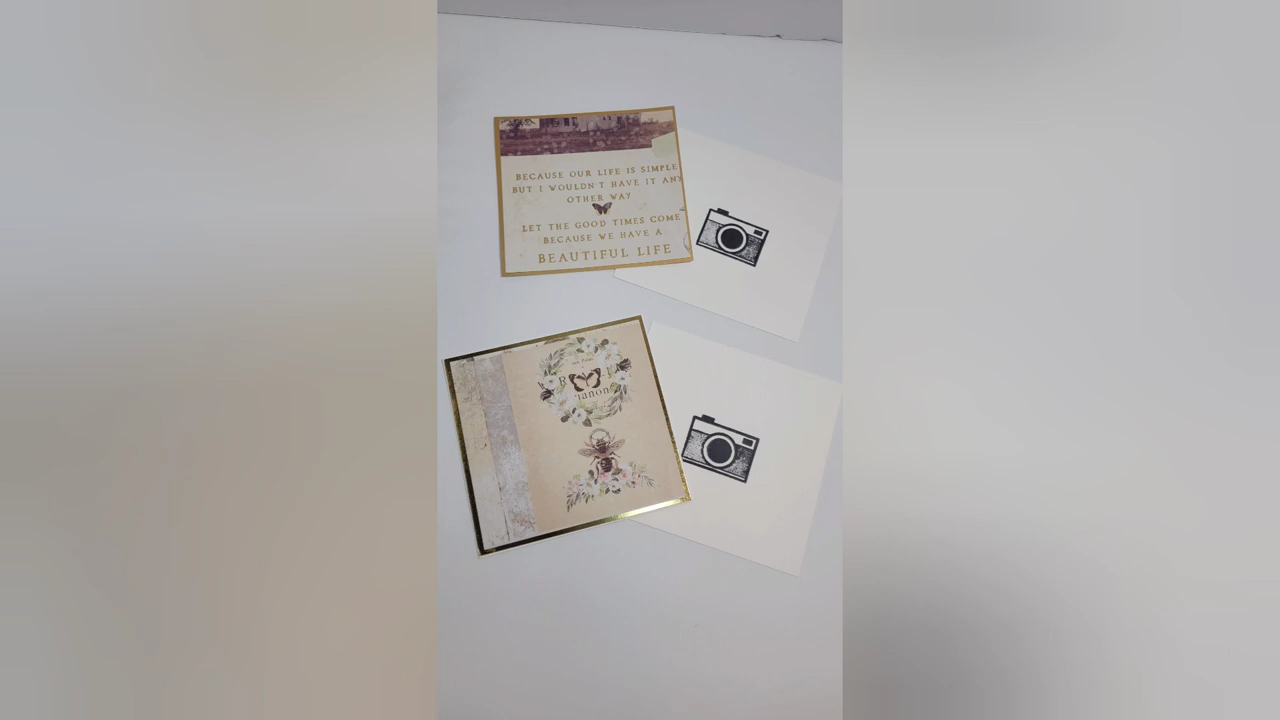 BECAUSE OUR LIFE IS SIMPLE
BUT I WOULDN'T HAVE IT ANY
OTHER WAY
LET THE GOOD TIMES COME
BECAUSE WE HAVE A
BEAUTIFUL LIFE